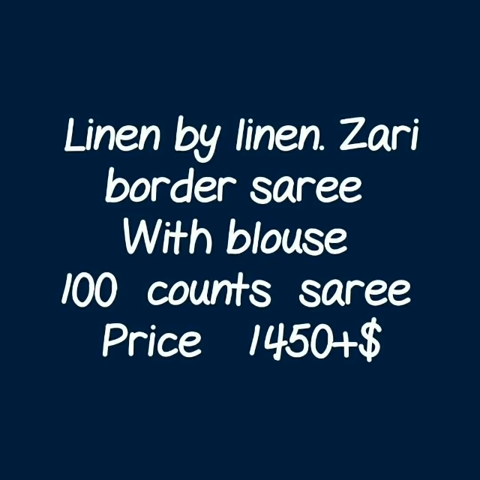 Linen by linen. Zari
border saree
With blouse
100 counts saree
Price 1450+$